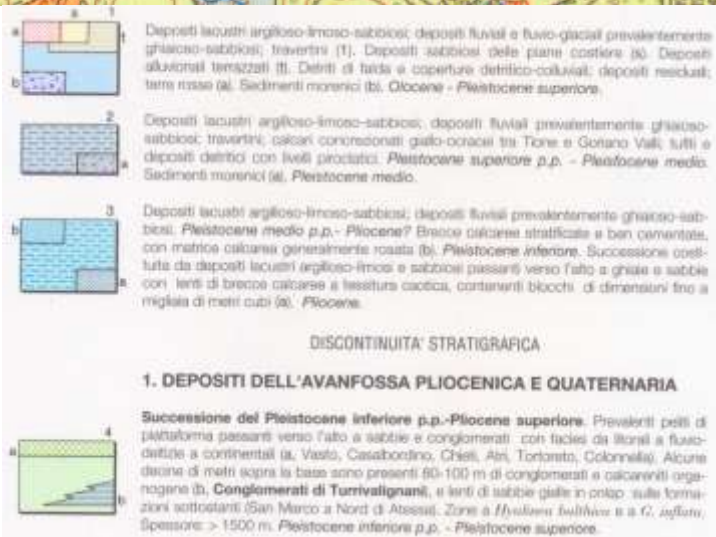 s 1
a
t
b
Depositi lacustri argilloso-limoso-sabbiosi; depositi fluviali e fluvio-glaciali prevalentemente
ghiaioso-sabbiosi; travertini (1). Depositi sabbiosi delle piane costiere (s). Depositi
alluvionali terrazzati (t). Detriti di falda e coperture detritico-colluviali; depositi residuali;
terre rosse (a). Sedimenti morenici (b). Olocene - Pleistocene superiore.
2
a
Depositi lacustri argilloso-limoso-sabbiosi; depositi fluviali prevalentemente ghiaioso-
sabbiosi; travertini; calcari concrezionati giallo-ocracei tra Tione e Goriano Valli; tufiti e
depositi detritici con livelli piroclatici. Pleistocene superiore p.p. - Pleistocene medio.
Sedimenti morenici (a). Pleistocene medio.
3
b
a
Depositi lacustri argilloso-limoso-sabbiosi; depositi fluviali prevalentemente ghiaioso-sab-
biosi. Pleistocene medio p.p.- Pliocene? Brecce calcaree stratificate e ben cementate,
con matrice calcarea generalmente rosata (b). Pleistocene inferiore. Successione costi-
tuita da depositi lacustri argilloso-limosi e sabbiosi passanti verso l'alto a ghiaie e sabbie
con lenti di brecce calcaree a tessitura caotica, contenenti blocchi di dimensioni fino a
migliaia di metri cubi (a). Pliocene.
DISCONTINUITA' STRATIGRAFICA
1. DEPOSITI DELL'AVANFOSSA PLIOCENICA E QUATERNARIA
4
a
b
Successione del Pleistocene inferiore p.p.-Pliocene superiore. Prevalenti peliti di
piattaforma passanti verso l'alto a sabbie e conglomerati con facies da litorali a fluvio-
deltizie a continentali (a, Vasto, Casalbordino, Chieti, Atri, Tortoreto, Colonnella). Alcune
decine di metri sopra la base sono presenti 80-100 m di conglomerati e calcareniti orga-
nogene (b, Conglomerati di Turrivalignani), e lenti di sabbie gialle in onlap sulle forma-
zioni sottostanti (San Marco a Nord di Atessa). Zone a Hyalinea balthica e a G. inflata.
Spessore: > 1500 m. Pleistocene inferiore p.p. - Pleistocene superiore.